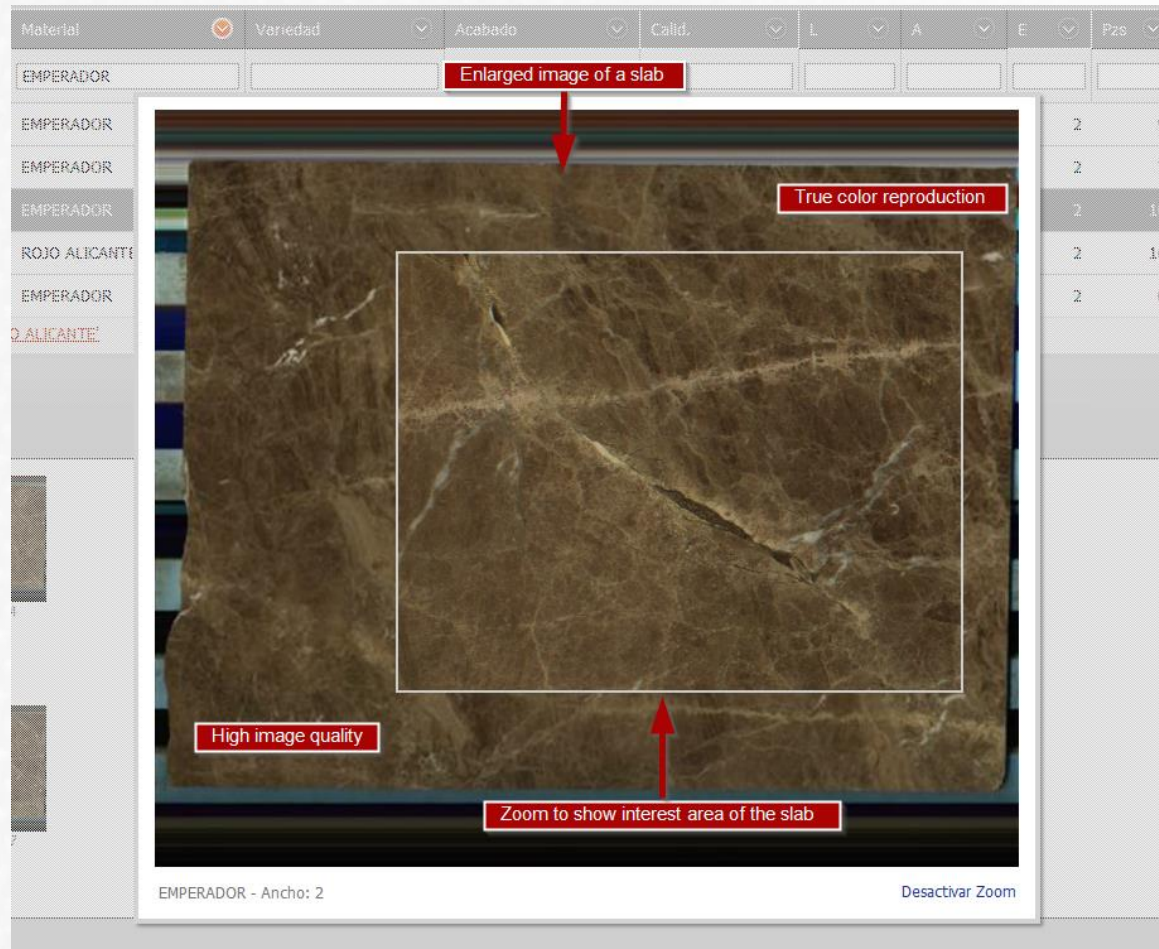 Material Variedad Acabado Calid. L A E Pzs
EMPERADOR
Enlarged image of a slab
EMPERADOR 2
EMPERADOR 2
True color reproduction
EMPERADOR 2
ROJO ALICANTE 2
EMPERADOR 2
O ALICANTE'
High image quality
Zoom to show interest area of the slab
EMPERADOR - Ancho: 2 Desactivar Zoom